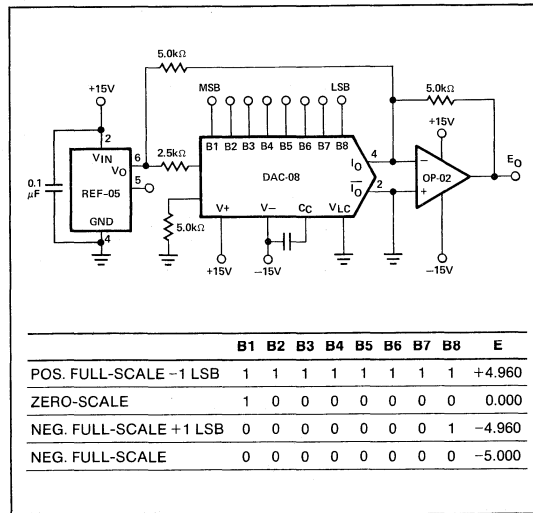 5.0kΩ
+15V
MSB
LSB
5.0kΩ
+15V
2
VIN
VO
6
2.5kΩ
B1 B2 B3 B4 B5 B6 B7 B8
IO
4
−
EO
0.1
μF
REF-05
5
DAC-08
OP-02
IO
2
+
GND
4
5.0kΩ
V+ V− CC VLC
+15V
−15V
−15V
B1 B2 B3 B4 B5 B6 B7 B8 E
POS. FULL-SCALE −1 LSB 1 1 1 1 1 1 1 1 +4.960
ZERO-SCALE 1 0 0 0 0 0 0 0 0.000
NEG. FULL-SCALE +1 LSB 0 0 0 0 0 0 0 1 −4.960
NEG. FULL-SCALE 0 0 0 0 0 0 0 0 −5.000